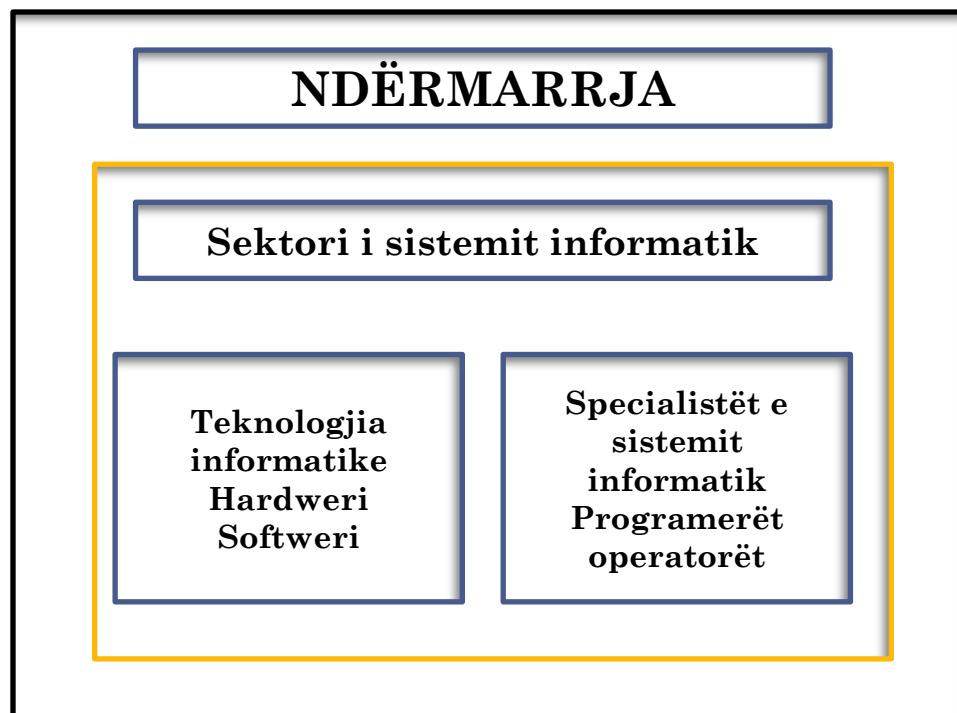 NDËRMARRJA
Sektori i sistemit informatik
Teknologjia
informatike
Hardweri
Softweri
Specialistët e
sistemit
informatik
Programerët
operatorët